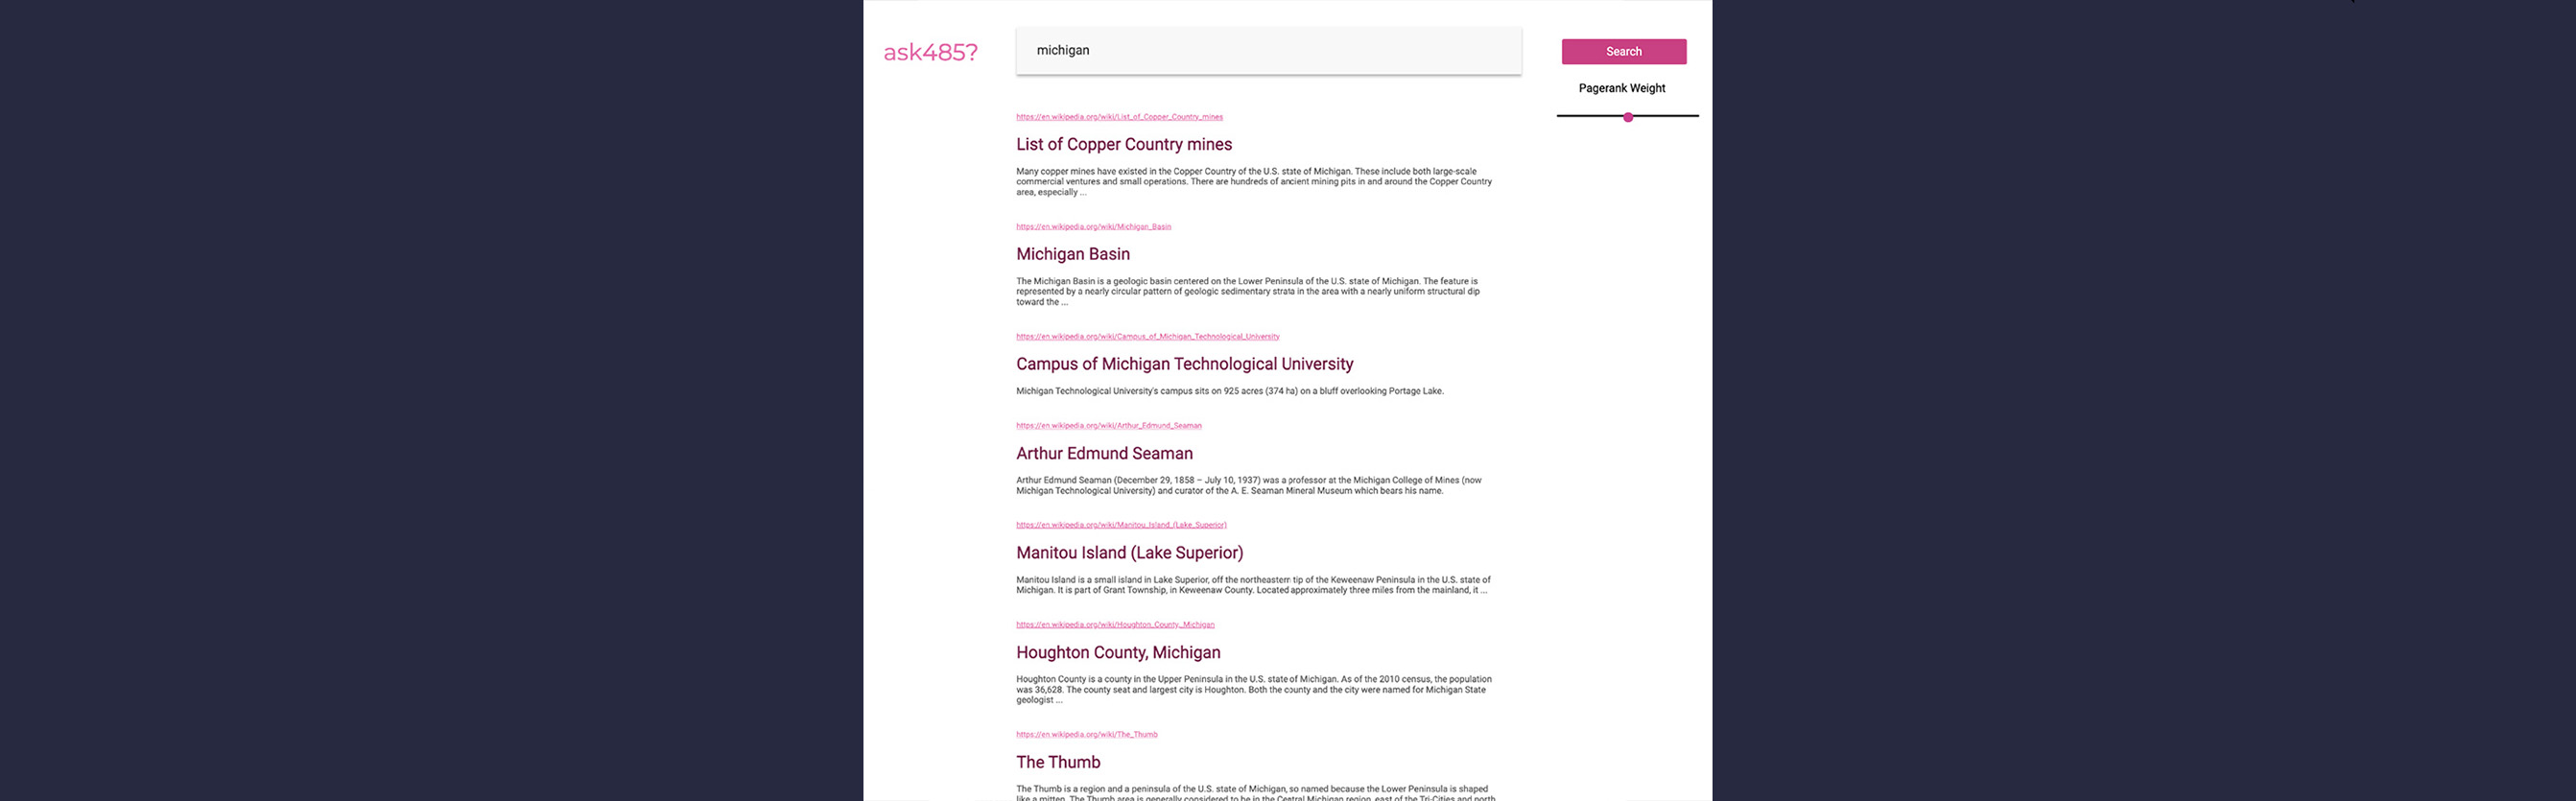 ask485?
michigan
Search
Pagerank Weight
https://en.wikipedia.org/wiki/List_of_Copper_Country_mines
List of Copper Country mines
Many copper mines have existed in the Copper Country of the U.S. state of Michigan. These include both large-scale
commercial ventures and small operations. There are hundreds of ancient mining pits in and around the Copper Country
area, especially ...
https://en.wikipedia.org/wiki/Michigan_Basin
Michigan Basin
The Michigan Basin is a geologic basin centered on the Lower Peninsula of the U.S. state of Michigan. The feature is
represented by a nearly circular pattern of geologic sedimentary strata in the area with a nearly uniform structural dip
toward the ...
https://en.wikipedia.org/wiki/Campus_of_Michigan_Technological_University
Campus of Michigan Technological University
Michigan Technological University's campus sits on 925 acres (374 ha) on a bluff overlooking Portage Lake.
https://en.wikipedia.org/wiki/Arthur_Edmund_Seaman
Arthur Edmund Seaman
Arthur Edmund Seaman (December 29, 1858 – July 10, 1937) was a professor at the Michigan College of Mines (now
Michigan Technological University) and curator of the A. E. Seaman Mineral Museum which bears his name.
https://en.wikipedia.org/wiki/Manitou_Island_(Lake_Superior)
Manitou Island (Lake Superior)
Manitou Island is a small island in Lake Superior, off the northeastern tip of the Keweenaw Peninsula in the U.S. state of
Michigan. It is part of Grant Township, in Keweenaw County. Located approximately three miles from the mainland, it ...
https://en.wikipedia.org/wiki/Houghton_County,_Michigan
Houghton County, Michigan
Houghton County is a county in the Upper Peninsula in the U.S. state of Michigan. As of the 2010 census, the population
was 36,628. The county seat and largest city is Houghton. Both the county and the city were named for Michigan State
geologist ...
https://en.wikipedia.org/wiki/The_Thumb
The Thumb
The Thumb is a region and a peninsula of the U.S. state of Michigan, so named because the Lower Peninsula is shaped
like a mitten. The Thumb area is generally considered to be in the Central Michigan region, east of the Tri-Cities and north